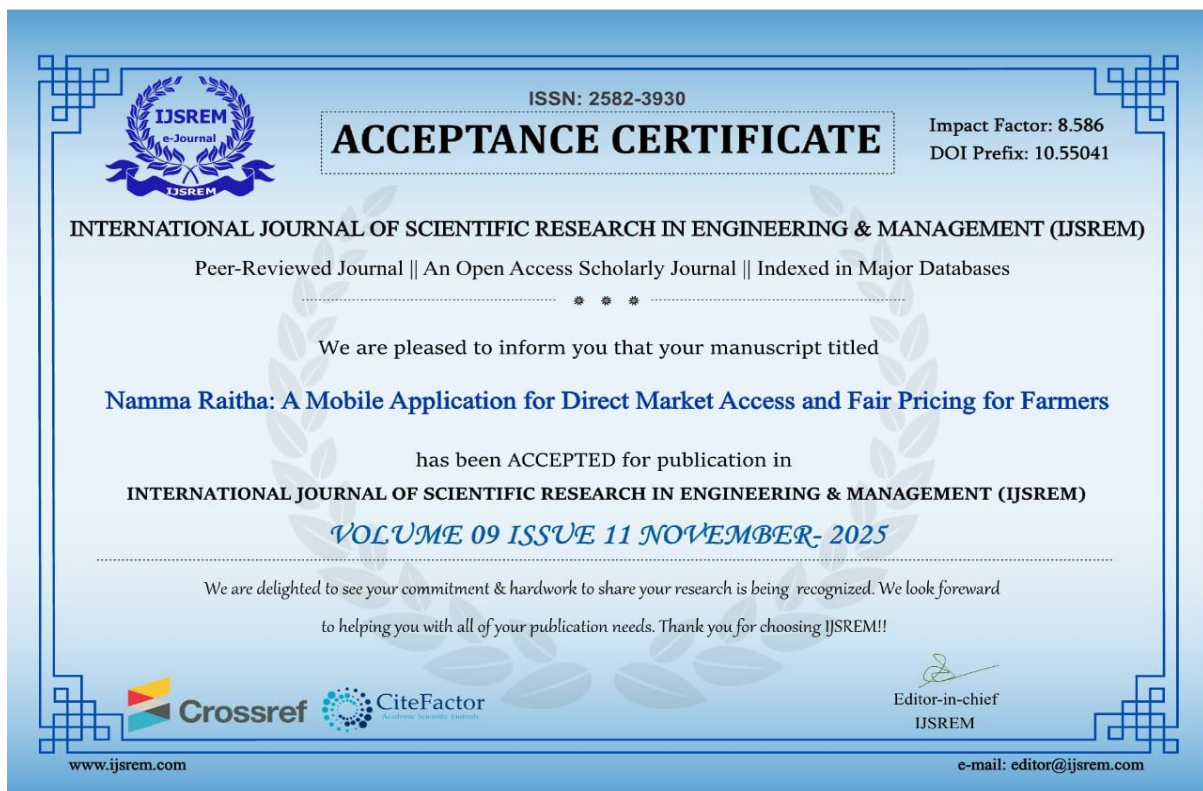 IJSREM
e-Journal
IJSREM
ISSN: 2582-3930
ACCEPTANCE CERTIFICATE
Impact Factor: 8.586
DOI Prefix: 10.55041
INTERNATIONAL JOURNAL OF SCIENTIFIC RESEARCH IN ENGINEERING & MANAGEMENT (IJSREM)
Peer-Reviewed Journal || An Open Access Scholarly Journal || Indexed in Major Databases
We are pleased to inform you that your manuscript titled
Namma Raitha: A Mobile Application for Direct Market Access and Fair Pricing for Farmers
has been ACCEPTED for publication in
INTERNATIONAL JOURNAL OF SCIENTIFIC RESEARCH IN ENGINEERING & MANAGEMENT (IJSREM)
VOLUME 09 ISSUE 11 NOVEMBER- 2025
We are delighted to see your commitment & hardwork to share your research is being recognized. We look foreward
to helping you with all of your publication needs. Thank you for choosing IJSREM!!
Crossref
CiteFactor
Academic Scientific Journals
Editor-in-chief
IJSREM
www.ijsrem.com
e-mail: editor@ijsrem.com